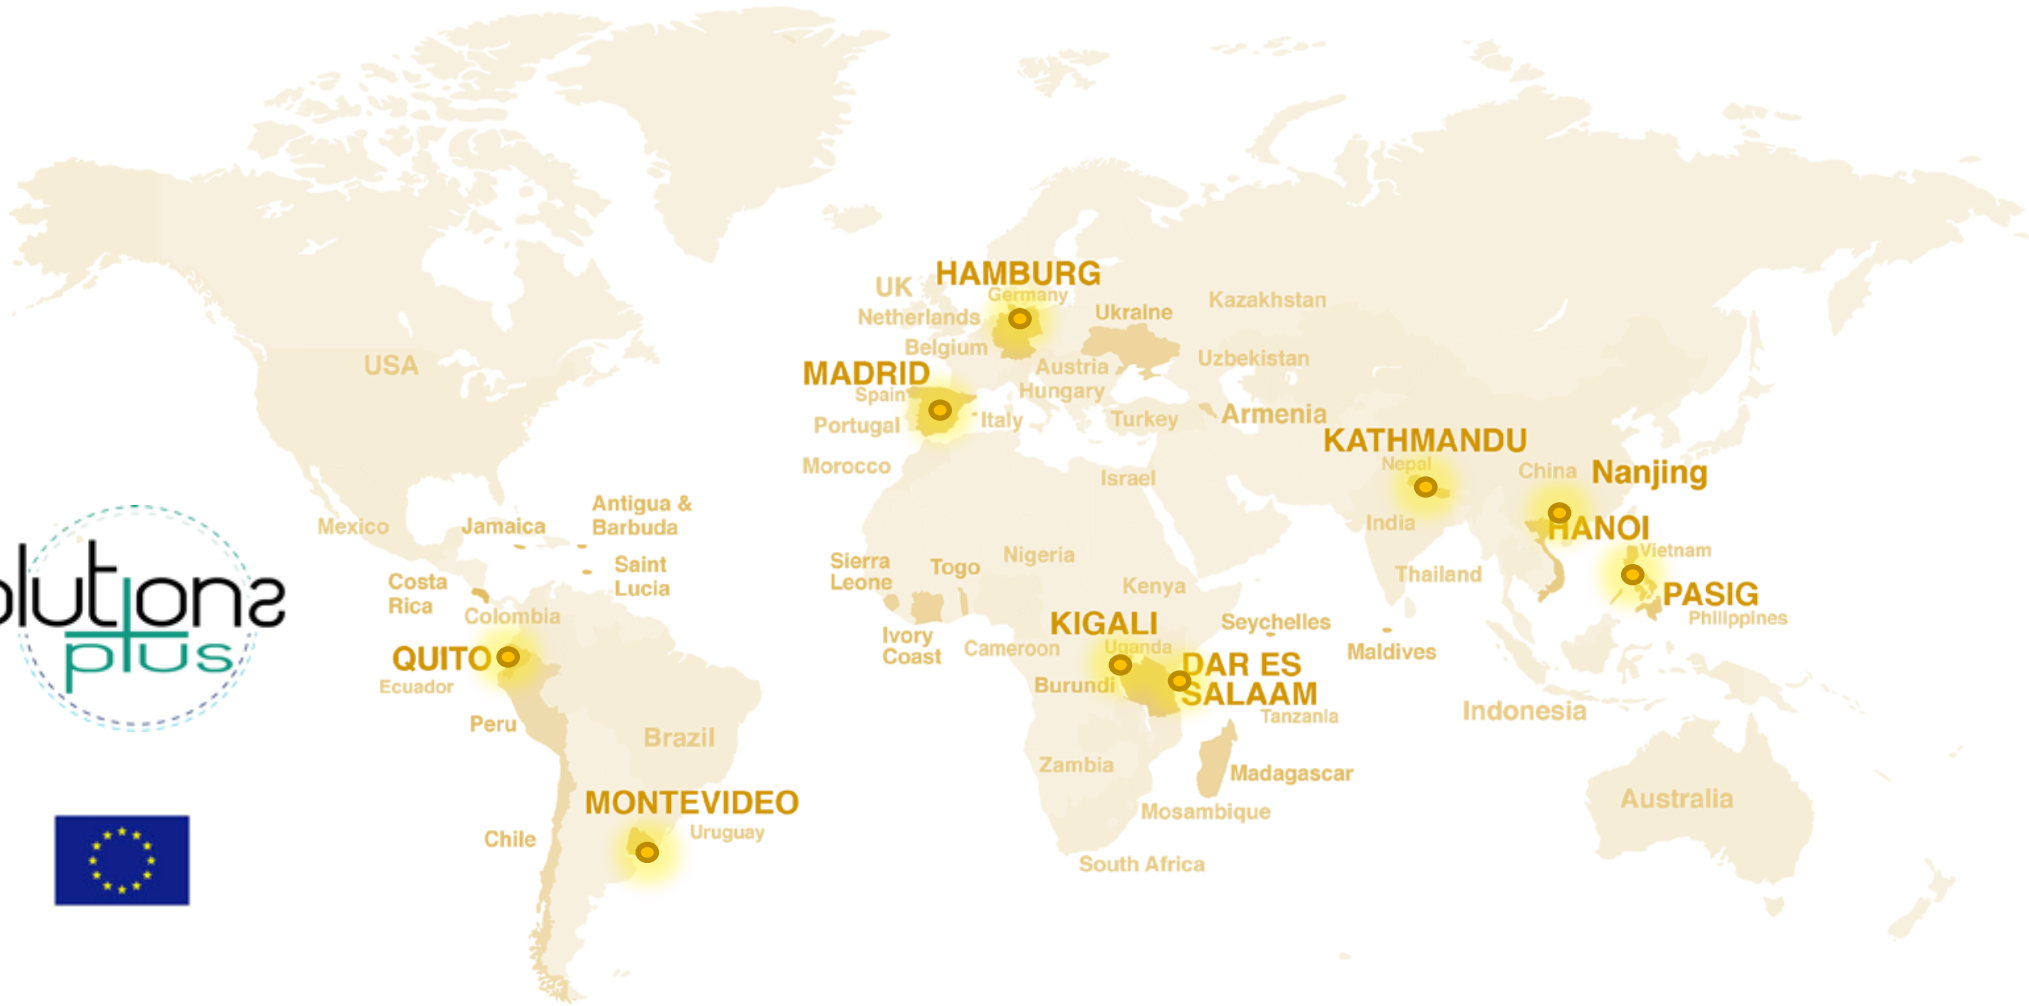 HAMBURG
UK
Germany
Netherlands
Ukraine
Kazakhstan
Belgium
Uzbekistan
USA
MADRID
Austria
Spain
Hungary
Portugal
Italy
Turkey
Armenia
KATHMANDU
Morocco
Nepal
China
Nanjing
Israel
Mexico
Jamaica
Antigua &
Barbuda
India
HANOI
Vietnam
Sierra
Leone
Togo
Nigeria
Saint
Lucia
Kenya
Thailand
Costa
Rica
PASIG
Philippines
Colombia
KIGALI
Seychelles
Ivory
Coast
Cameroon
Uganda
Maldives
olutions
plus
QUITO
Ecuador
Burundi
DAR ES
SALAAM
Tanzania
Indonesia
Peru
Brazil
Zambia
Madagascar
MONTEVIDEO
Uruguay
Mosambique
Australia
Chile
South Africa